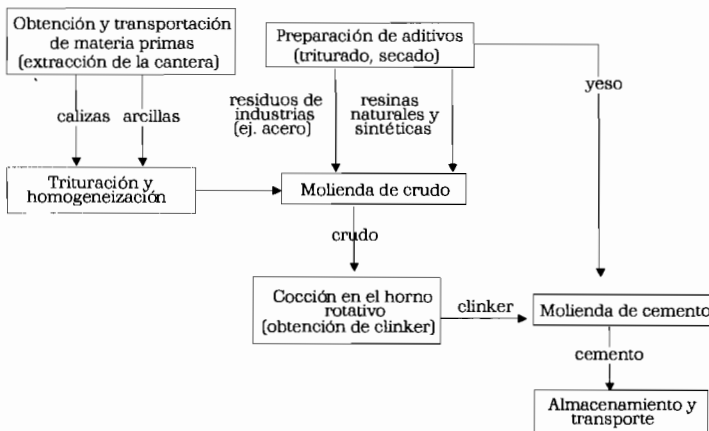 Obtención y transportación
de materia primas
(extracción de la cantera)
Preparación de aditivos
(triturado, secado)
calizas
arcillas
residuos de
industrias
(ej. acero)
resinas
naturales y
sintéticas
yeso
Trituración y
homogeneización
Molienda de crudo
crudo
Cocción en el horno
rotativo
(obtención de clinker)
clinker
Molienda de cemento
cemento
Almacenamiento y
transporte